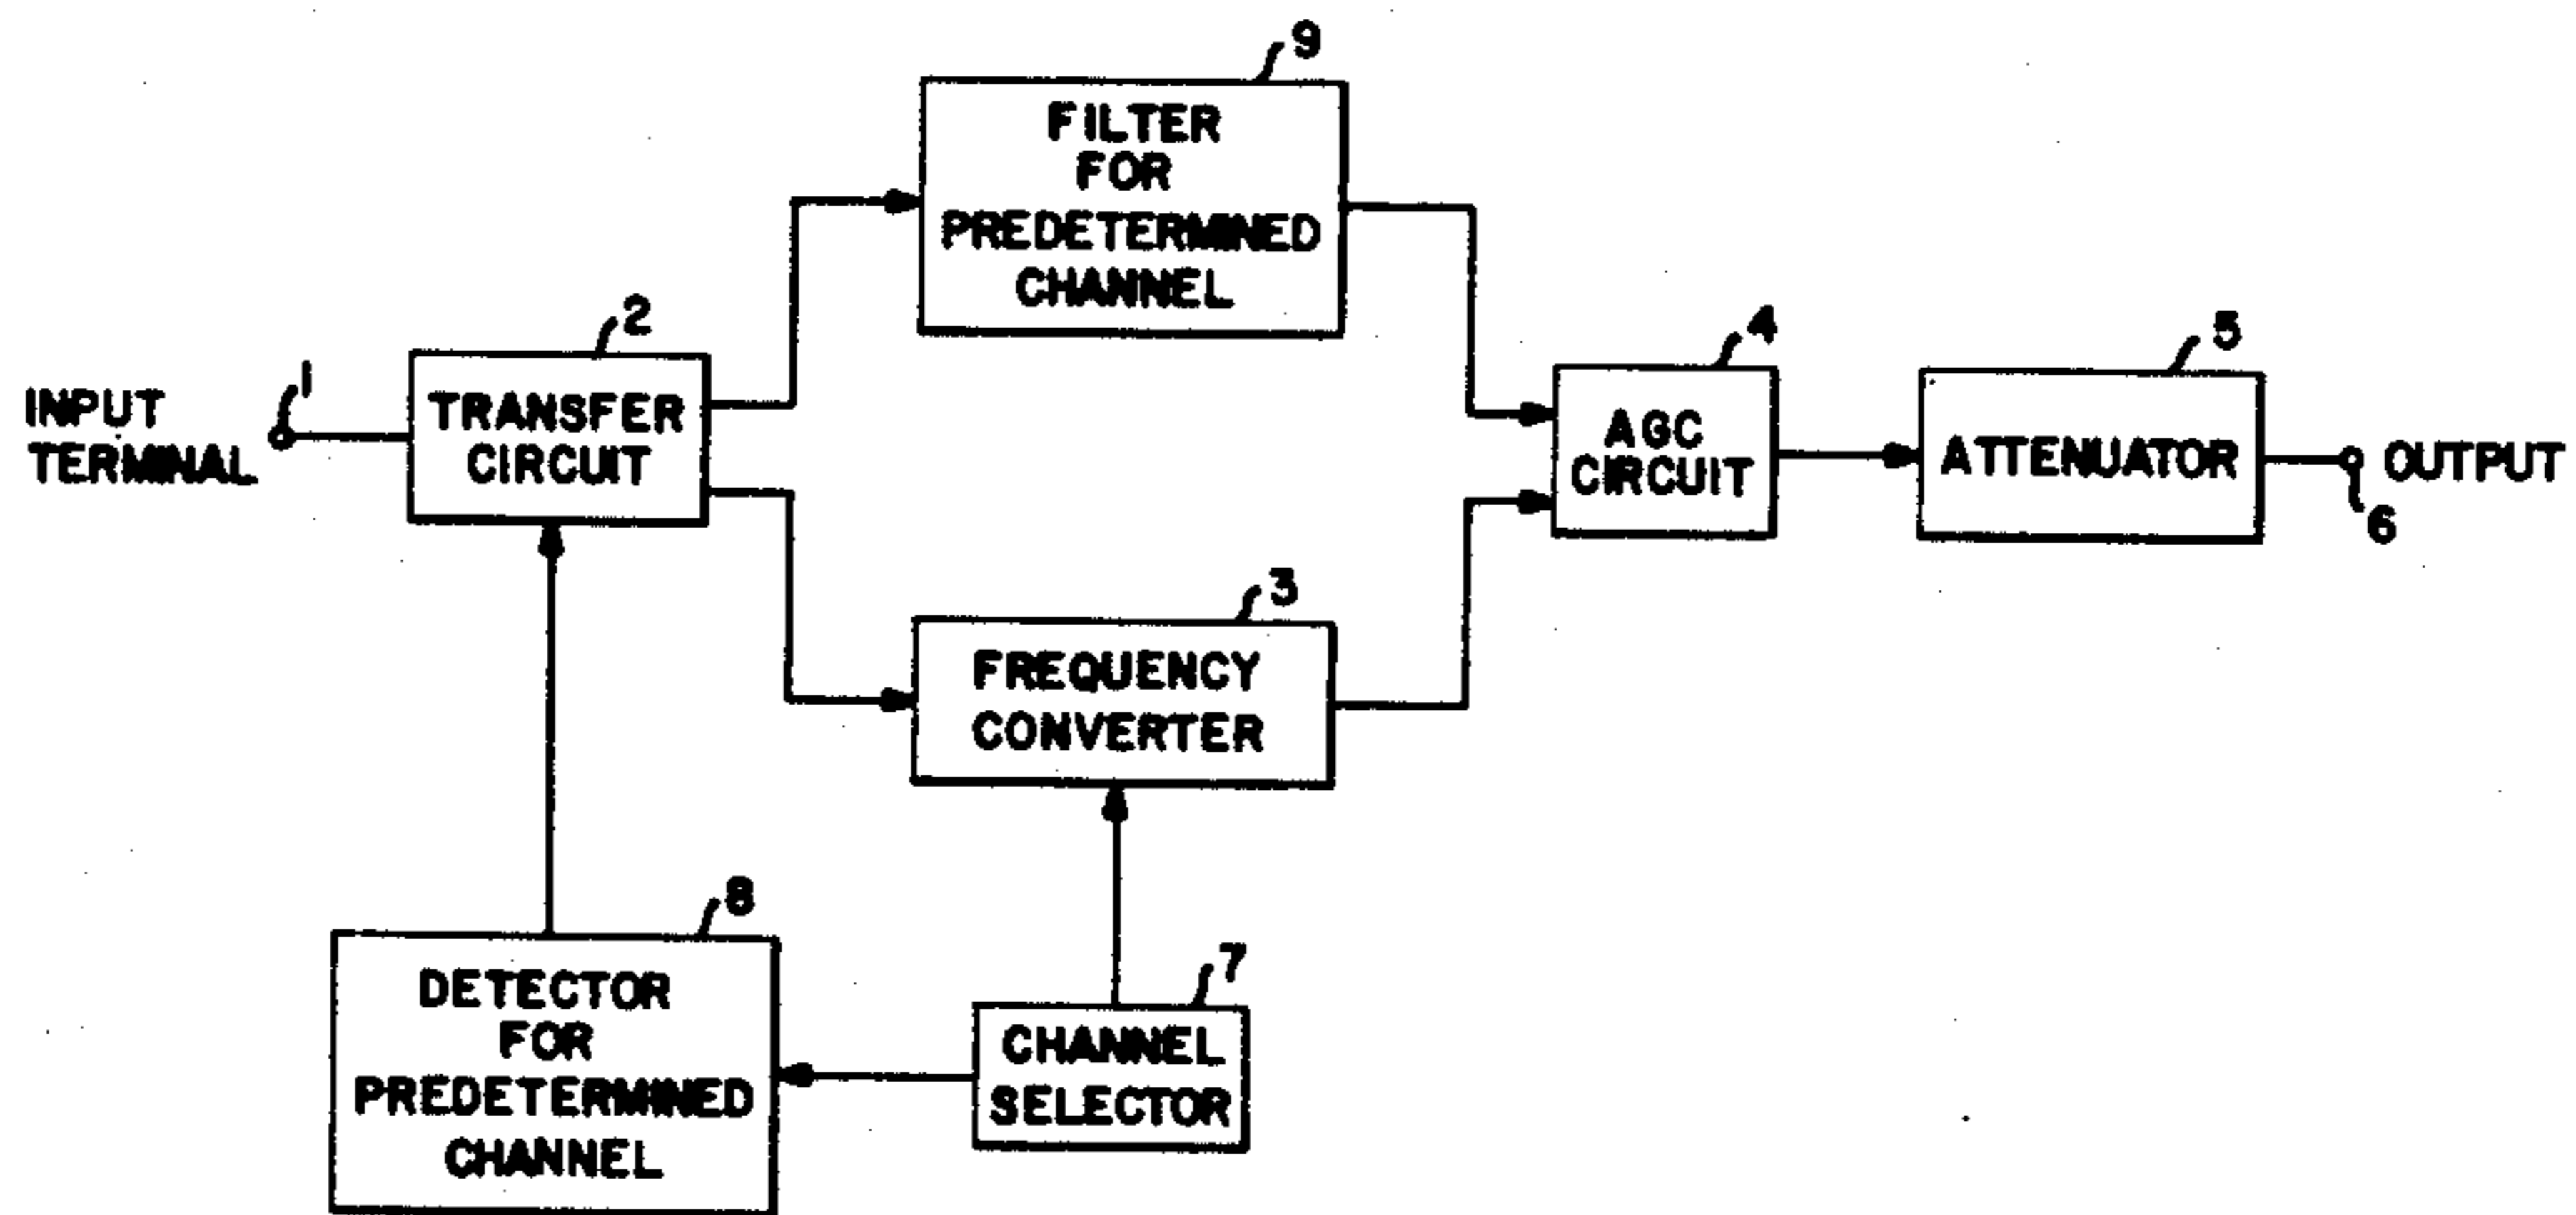 9
FILTER
FOR
PREDETERMINED
CHANNEL
2
TRANSFER
CIRCUIT
1
INPUT
TERMINAL
4
AGC
CIRCUIT
5
ATTENUATOR
OUTPUT
6
3
FREQUENCY
CONVERTER
8
DETECTOR
FOR
PREDETERMINED
CHANNEL
7
CHANNEL
SELECTOR